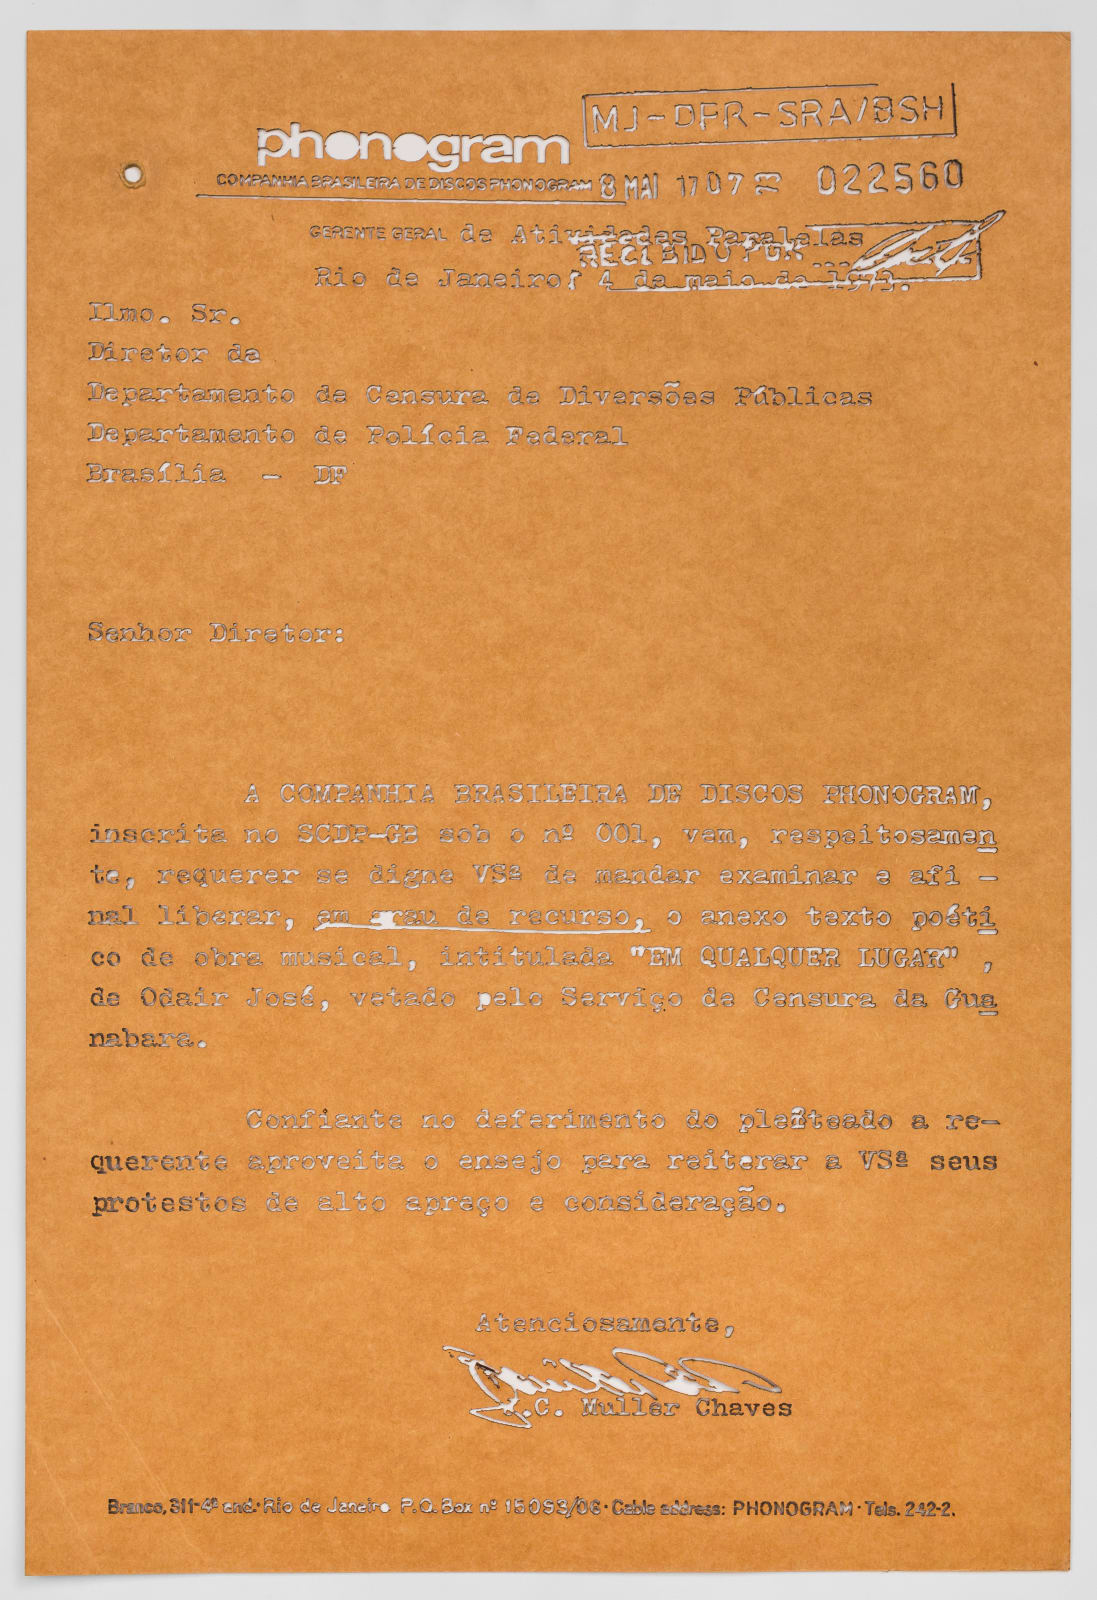 MJ-DPR-SRA/BSH
phonogram
COMPANHIA BRASILEIRA DE DISCOS PHONOGRAM
8 MAI 1707 022560
GERENTE GERAL de Atividades Paralelas
RECEBIDO POR
Rio de Janeiro, 4 de maio de 1973.
Ilmo. Sr.
Diretor da
Departamento de Censura de Diversões Públicas
Departamento de Polícia Federal
Brasília - DF
Senhor Diretor:
A COMPANHIA BRASILEIRA DE DISCOS PHONOGRAM,
inscrita no SCDP-GB sob o nº 001, vem, respeitosamen
te, requerer se digne VSª de mandar examinar e afi -
nal liberar, em grau de recurso, o anexo texto poéti
co de obra musical, intitulada "EM QUALQUER LUGAR" ,
de Odair José, vetado pelo Serviço de Censura da Gua
nabara.
Confiante no deferimento do pleiteado a re-
querente aproveita o ensejo para reiterar a VSª seus
protestos de alto apreço e consideração.
Atenciosamente,
J.C. Muller Chaves
Branco, 311-4º and.·Rio de Janeiro P.O. Box nº 15093/06·Cable address: PHONOGRAM·Tels. 242-2.